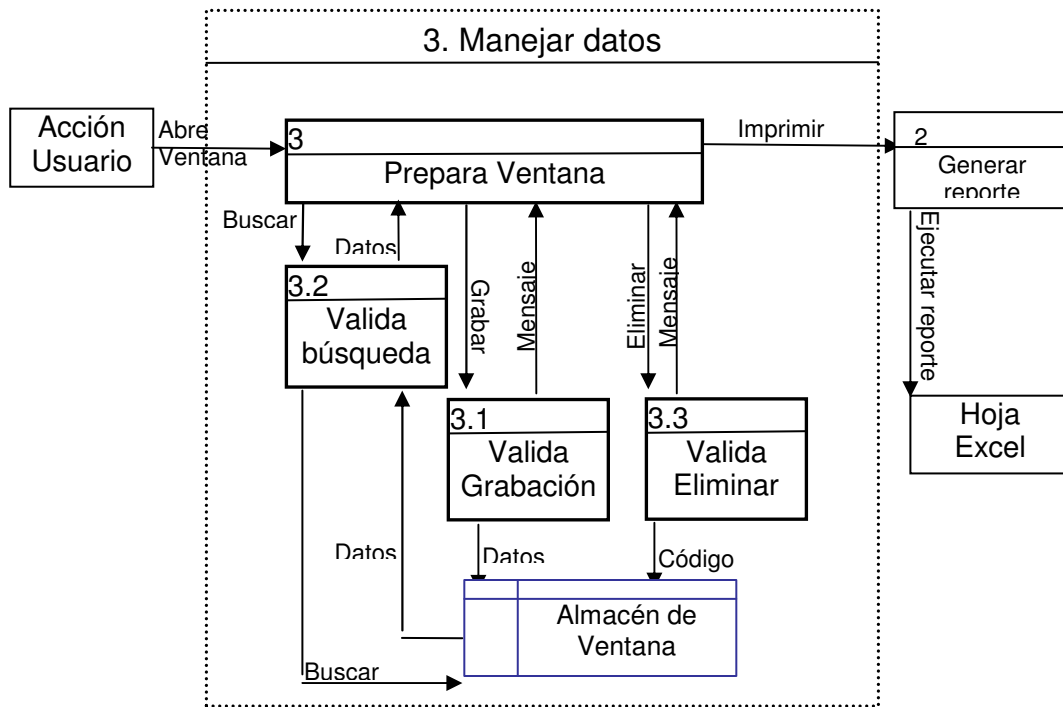 3. Manejar datos
Acción
Usuario
Abre
Ventana
3
Prepara Ventana
Imprimir
2
Generar
reporte
Buscar
Datos
Grabar
Mensaje
Eliminar
Mensaje
Ejecutar reporte
3.2
Valida
búsqueda
3.1
Valida
Grabación
3.3
Valida
Eliminar
Hoja
Excel
Datos
Datos
Código
Almacén de
Ventana
Buscar